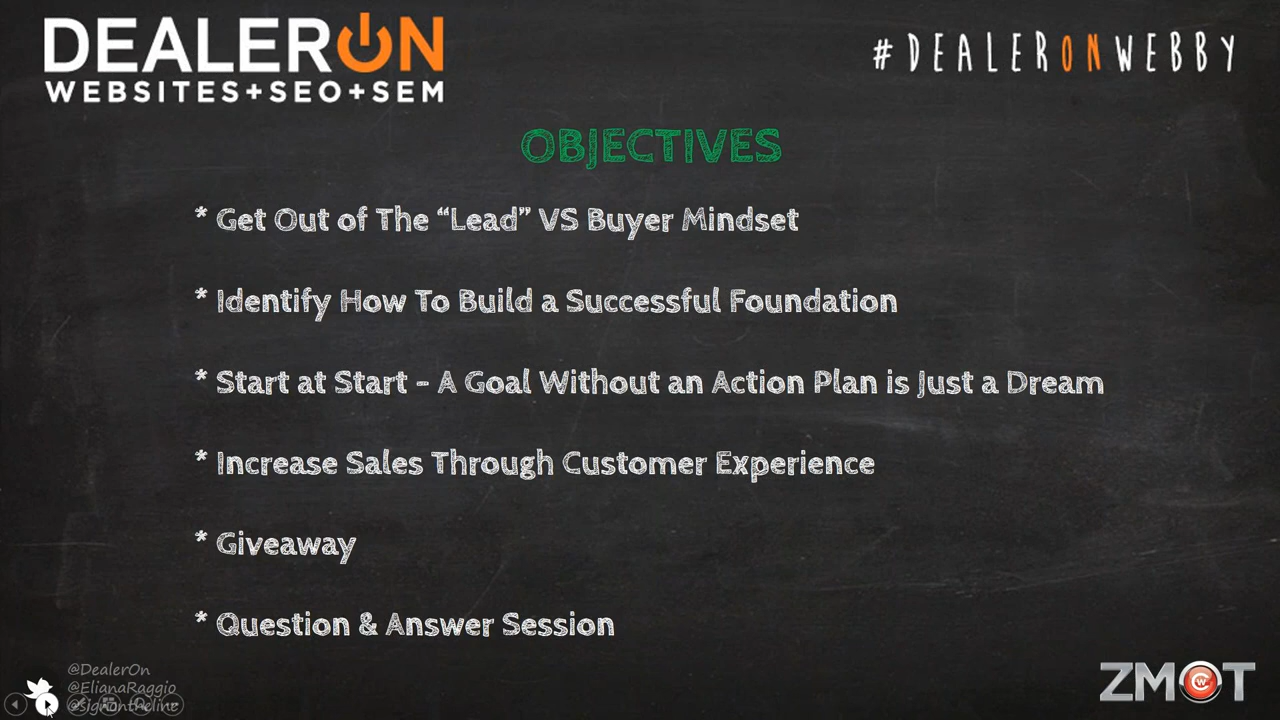 DEALERON
WEBSITES+SEO+SEM
#DEALERONWEBBY
OBJECTIVES
* Get Out of The “Lead” VS Buyer Mindset
* Identify How To Build a Successful Foundation
* Start at Start - A Goal Without an Action Plan is Just a Dream
* Increase Sales Through Customer Experience
* Giveaway
* Question & Answer Session
@DealerOn
@ElianaRaggio
@signontheline
ZMOT